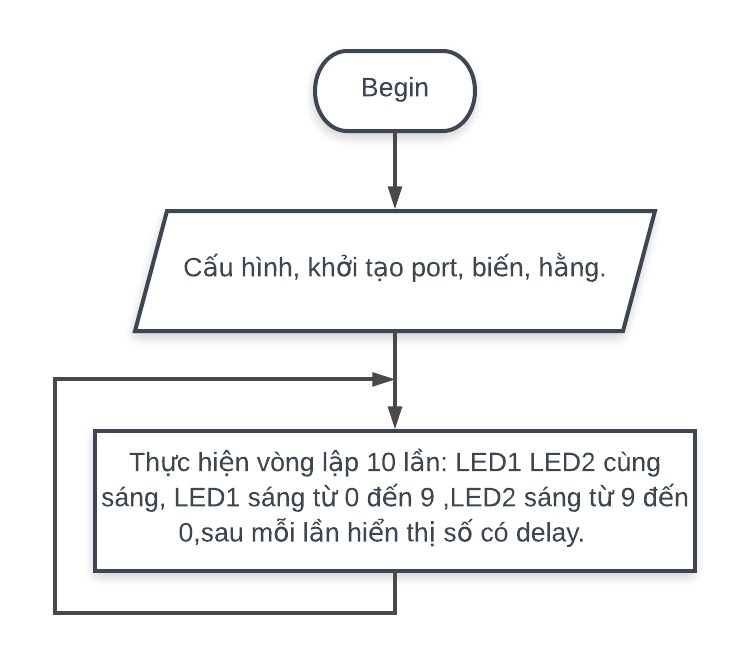 Begin
Cấu hình, khởi tạo port, biến, hằng.
Thực hiện vòng lập 10 lần: LED1 LED2 cùng
sáng, LED1 sáng từ 0 đến 9 ,LED2 sáng từ 9 đến
0,sau mỗi lần hiển thị số có delay.